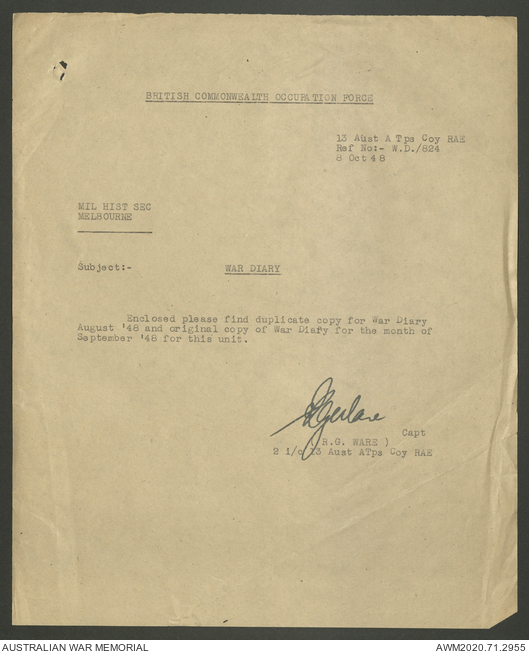 BRITISH COMMONWEALTH OCCUPATION FORCE
13 Aust A Tps Coy RAE
Ref No:- W.D./824
8 Oct 48
MIL HIST SEC
MELBOURNE
Subject:- WAR DIARY
Enclosed please find duplicate copy for War Diary
August '48 and original copy of War Diary for the month of
September '48 for this unit.
RGWare
Capt
( R.G. WARE )
2 i/c 13 Aust ATps Coy RAE
AUSTRALIAN WAR MEMORIAL
AWM2020.71.2955